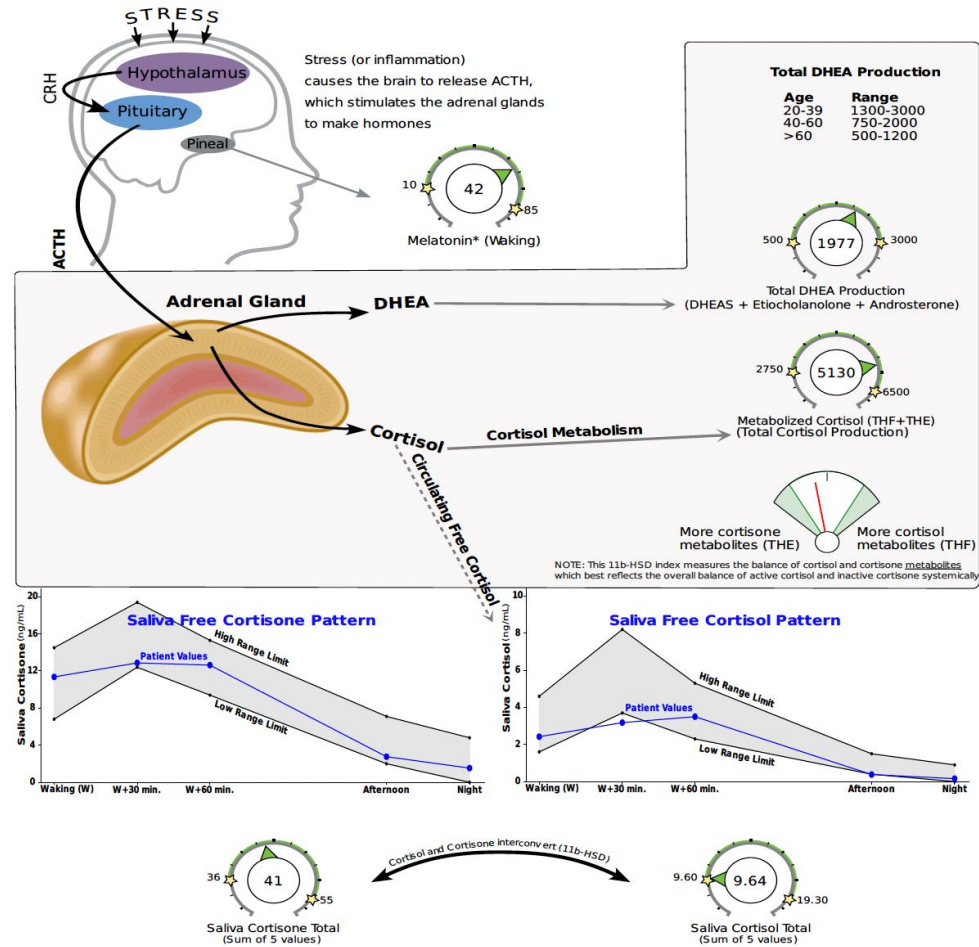 STRESS
Hypothalamus
CRH
Pituitary
Pineal
ACTH
Stress (or inflammation)
causes the brain to release ACTH,
which stimulates the adrenal glands
to make hormones
10
42
85
Melatonin* (Waking)
Total DHEA Production
Age Range
20-39 1300-3000
40-60 750-2000
>60 500-1200
500
1977
3000
Total DHEA Production
(DHEAS + Etiocholanolone + Androsterone)
Adrenal Gland
DHEA
2750
5130
6500
Metabolized Cortisol (THF+THE)
(Total Cortisol Production)
Cortisol
Cortisol Metabolism
Circulating Free Cortisol
More cortisone
metabolites (THE)
More cortisol
metabolites (THF)
NOTE: This 11b-HSD index measures the balance of cortisol and cortisone metabolites
which best reflects the overall balance of active cortisol and inactive cortisone systemically
Saliva Free Cortisone Pattern
Saliva Cortisone (ng/mL)
20
16
12
8
4
0
High Range Limit
Patient Values
Low Range Limit
Waking (W)
W+30 min.
W+60 min.
Afternoon
Night
Saliva Free Cortisol Pattern
Saliva Cortisol (ng/mL)
10
8
6
4
2
0
High Range Limit
Patient Values
Low Range Limit
Waking (W)
W+30 min.
W+60 min.
Afternoon
Night
Cortisol and Cortisone interconvert (11b-HSD)
36
41
55
Saliva Cortisone Total
(Sum of 5 values)
9.60
9.64
19.30
Saliva Cortisol Total
(Sum of 5 values)